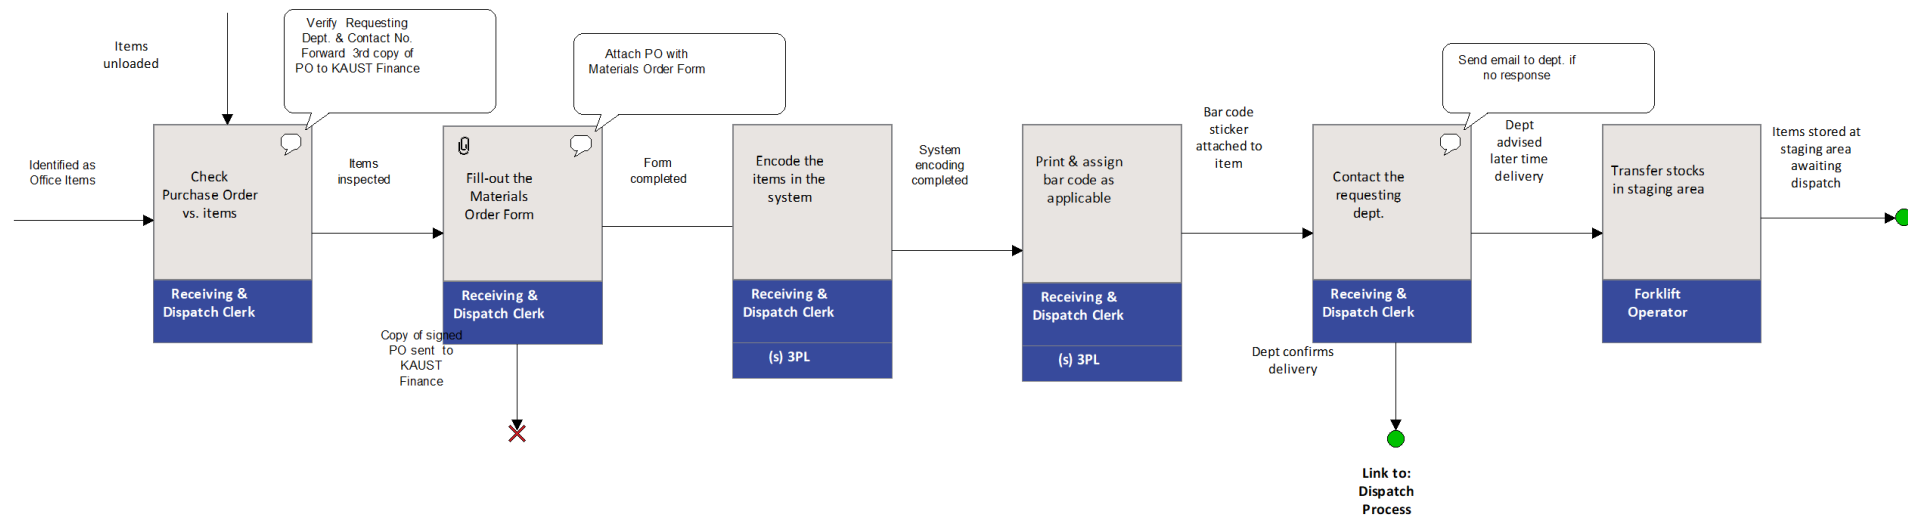 Items
unloaded
Verify Requesting
Dept. & Contact No.
Forward 3rd copy of
PO to KAUST Finance
Attach PO with
Materials Order Form
Send email to dept. if
no response
Identified as
Office Items
Check
Purchase Order
vs. items
Receiving &
Dispatch Clerk
Items
inspected
Fill-out the
Materials
Order Form
Receiving &
Dispatch Clerk
Copy of signed
PO sent to
KAUST
Finance
Form
completed
Encode the
items in the
system
Receiving &
Dispatch Clerk
(s) 3PL
System
encoding
completed
Print & assign
bar code as
applicable
Receiving &
Dispatch Clerk
(s) 3PL
Bar code
sticker
attached to
item
Contact the
requesting
dept.
Receiving &
Dispatch Clerk
Dept confirms
delivery
Link to:
Dispatch
Process
Dept
advised
later time
delivery
Transfer stocks
in staging area
Forklift
Operator
Items stored at
staging area
awaiting
dispatch